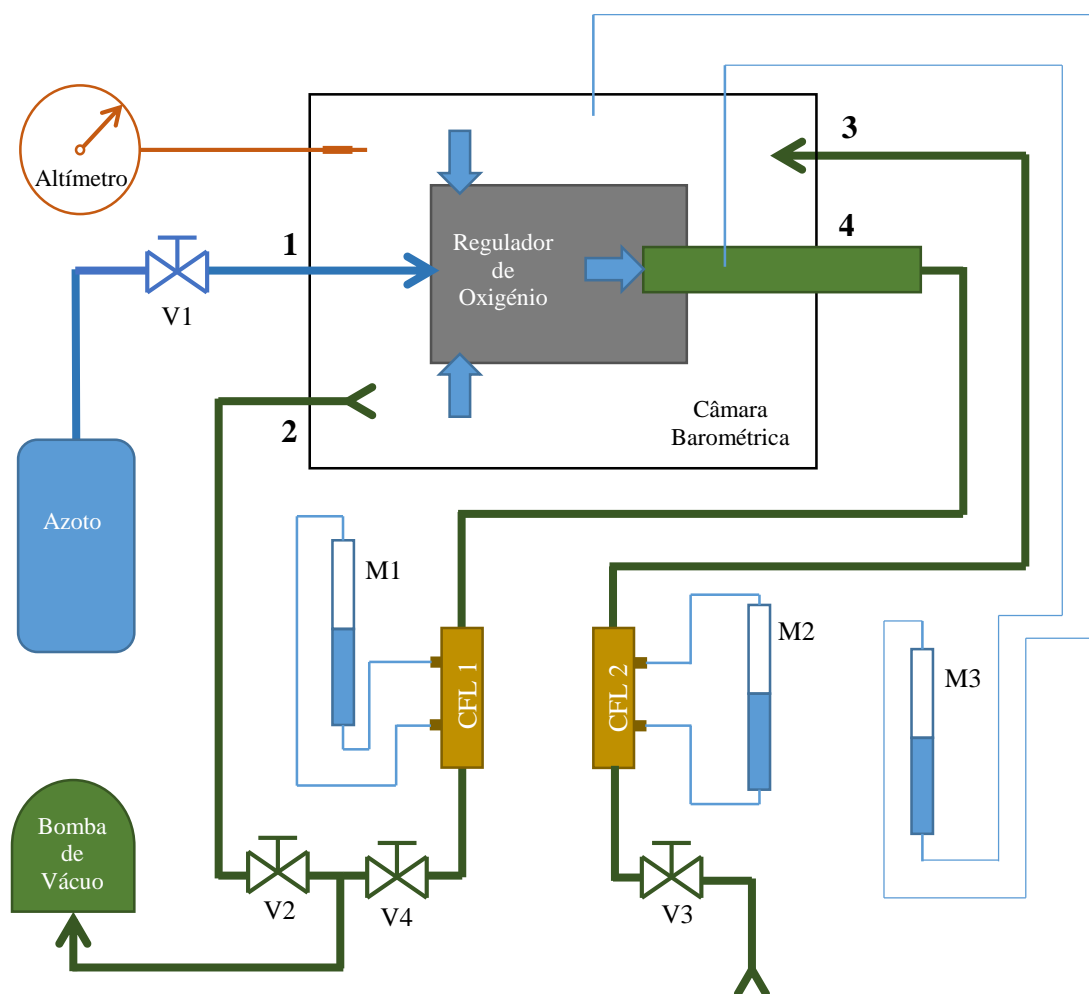 3
Altímetro
1
Regulador
de
Oxigénio
4
V1
2
Câmara
Barométrica
Azoto
M1
M2
M3
CFL 1
CFL 2
Bomba
de
Vácuo
V2
V4
V3